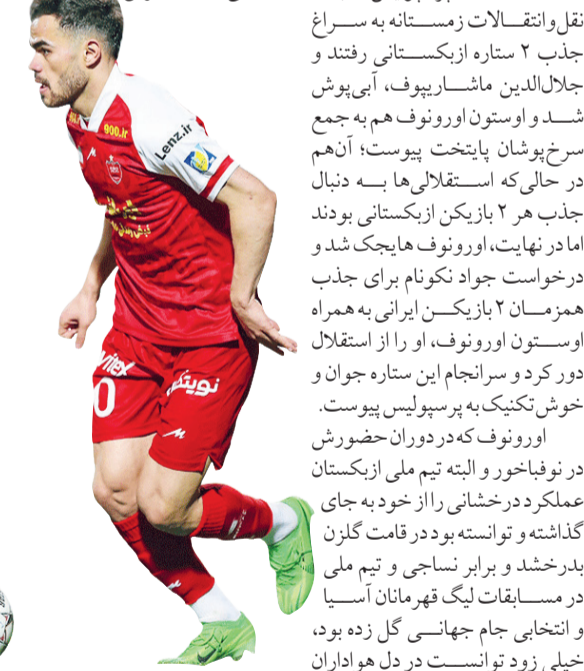 نقل‌وانتقالات زمستانه به سراغ
جذب ۲ ستاره ازبکستانی رفتند و
جلال‌الدین ماشاریپوف، آبی‌پوش
شد و اوستون اورونوف هم به جمع
سرخ‌پوشان پایتخت پیوست؛ آن‌هم
در حالی‌که استقلالی‌ها به دنبال
جذب هر ۲ بازیکن ازبکستانی بودند
اما در نهایت، اورونوف هایجک شد و
درخواست جواد نکونام برای جذب
همزمان ۲ بازیکن ایرانی به همراه
اوستون اورونوف، او را از استقلال
دور کرد و سرانجام این ستاره جوان و
خوش‌تکنیک به پرسپولیس پیوست.
اورونوف که در دوران حضورش
در نوفباخور و البته تیم ملی ازبکستان
عملکرد درخشانی را از خود به جای
گذاشته و توانسته بود در قامت گلزن
بدرخشد و برابر نساجی و تیم ملی
در مسابقات لیگ قهرمانان آسیا
و انتخابی جام جهانی گل زده بود،
خیلی زود توانست در دل هواداران
900.ir
Lenz.ir
نویتکس
0